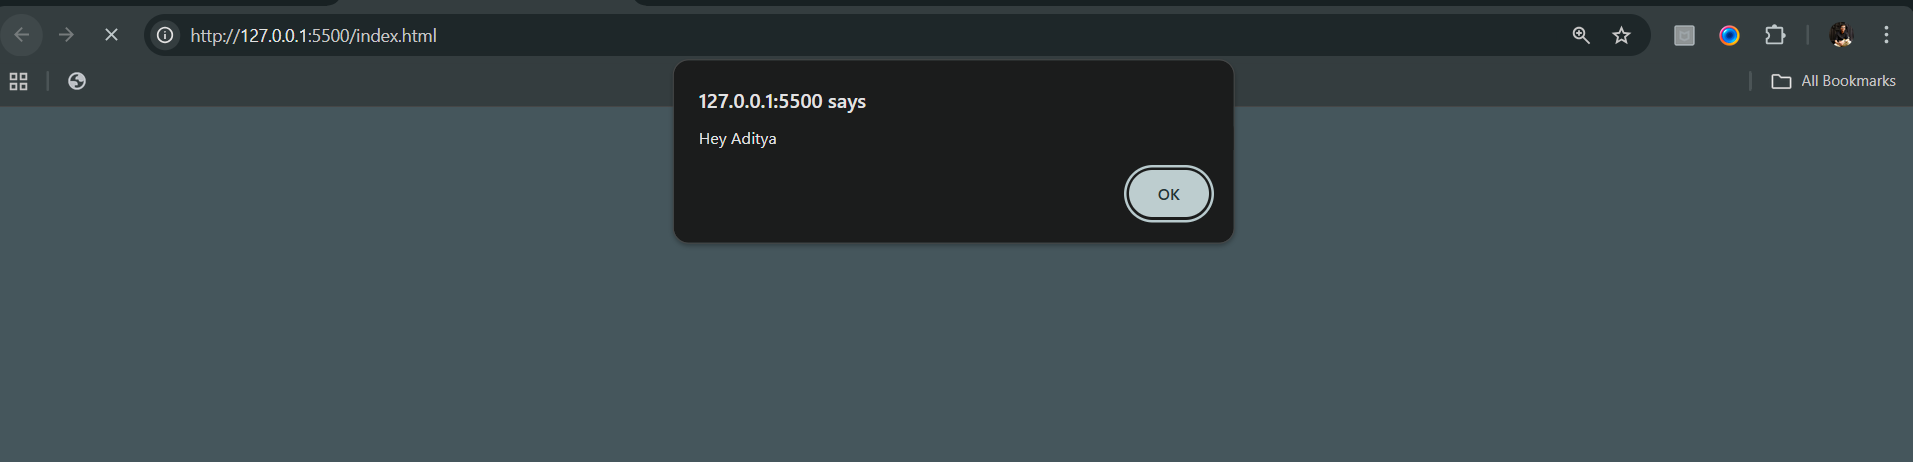 http://127.0.0.1:5500/index.html
All Bookmarks
127.0.0.1:5500 says
Hey Aditya
OK